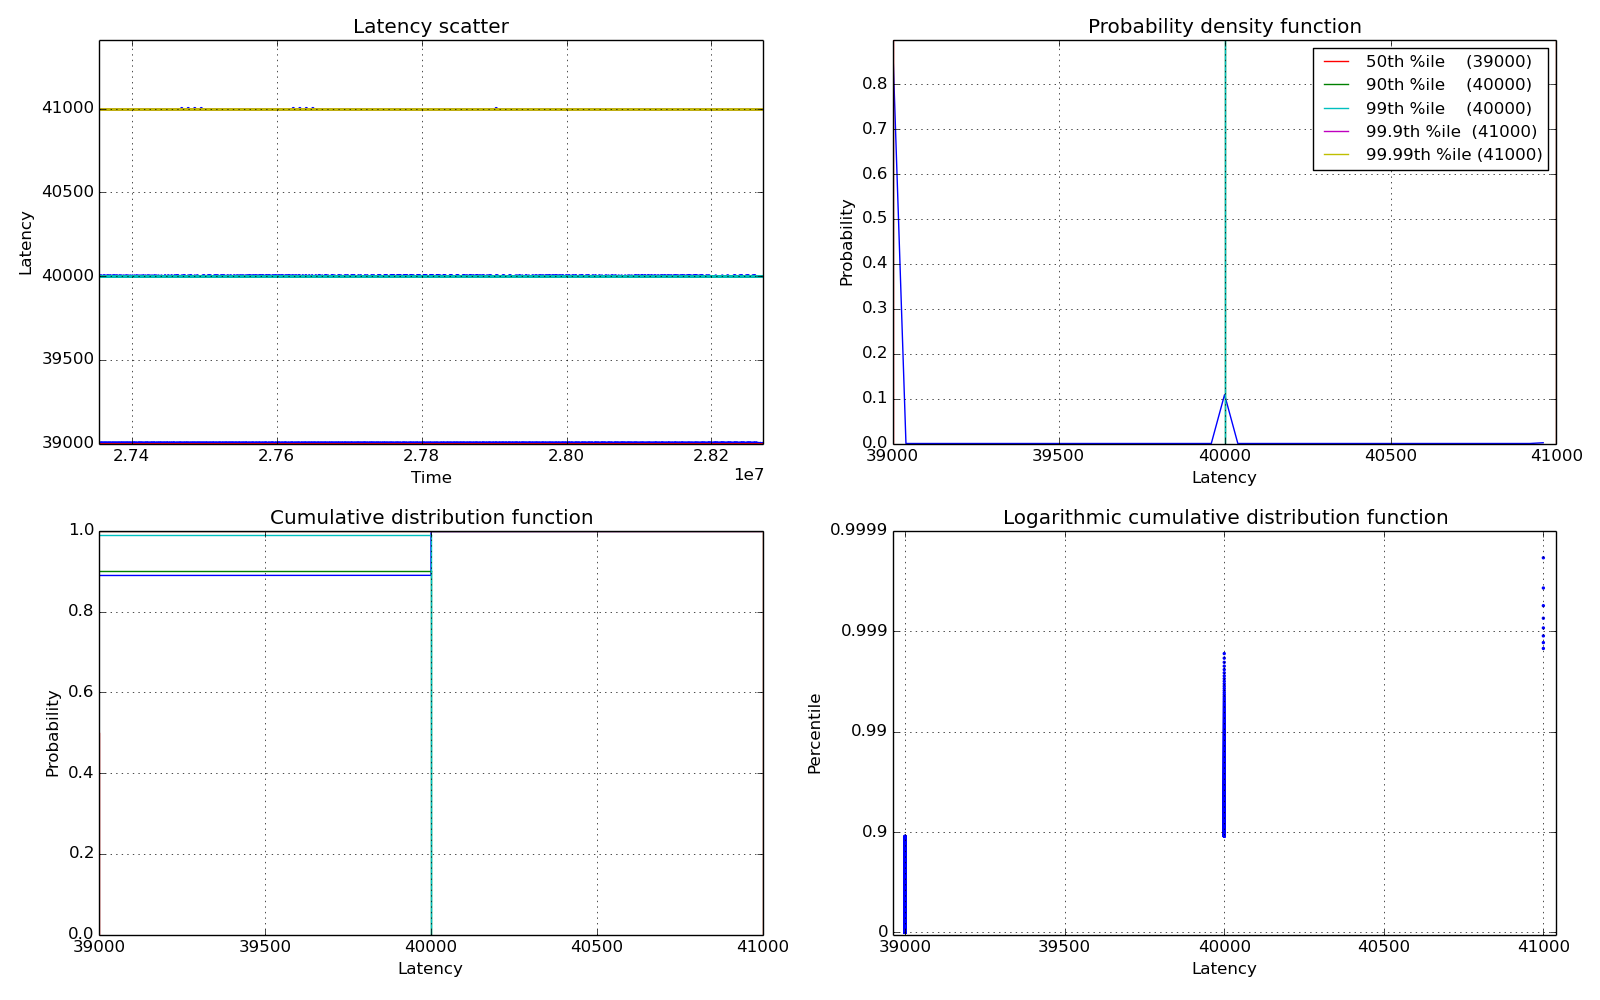 Latency scatter
41000
40500
40000
39500
39000
Latency
2.74 2.76 2.78 2.80 2.82
1e7
Time
Probability density function
50th %ile (39000)
90th %ile (40000)
99th %ile (40000)
99.9th %ile (41000)
99.99th %ile (41000)
0.8
0.7
0.6
0.5
0.4
0.3
0.2
0.1
0.0
Probability
39000 39500 40000 40500 41000
Latency
Cumulative distribution function
1.0
0.8
0.6
0.4
0.2
0.0
Probability
39000 39500 40000 40500 41000
Latency
Logarithmic cumulative distribution function
0.9999
0.999
0.99
0.9
0
Percentile
39000 39500 40000 40500 41000
Latency